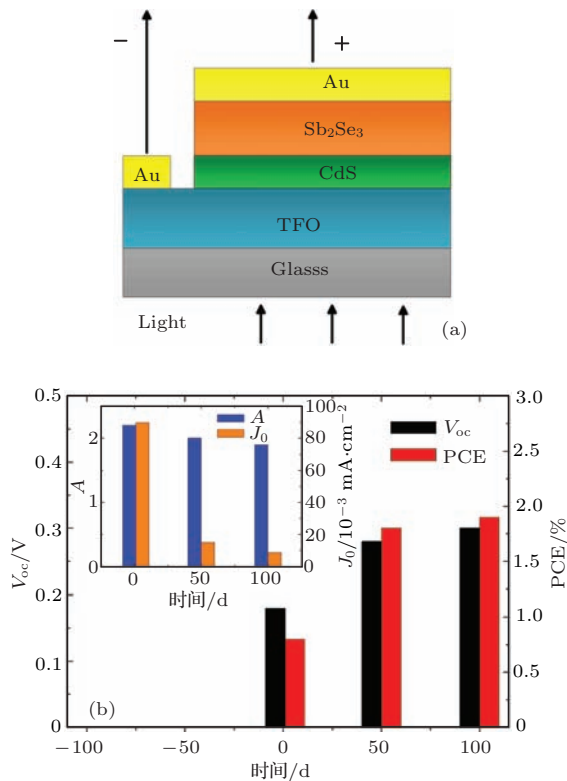 − +
Au
Sb₂Se₃
Au CdS
TFO
Glasss
Light
(a)
0.5 3.0
0.4 2.5
0.3 2.0
0.2 1.5
0.1 1.0
0 0.5
0
Voc/V
PCE/%
Voc
PCE
A
J₀
2
1
0
A
100
80
60
40
20
0
J₀/10⁻³ mA·cm⁻²
0 50 100
时间/d
(b)
−100 −50 0 50 100
时间/d